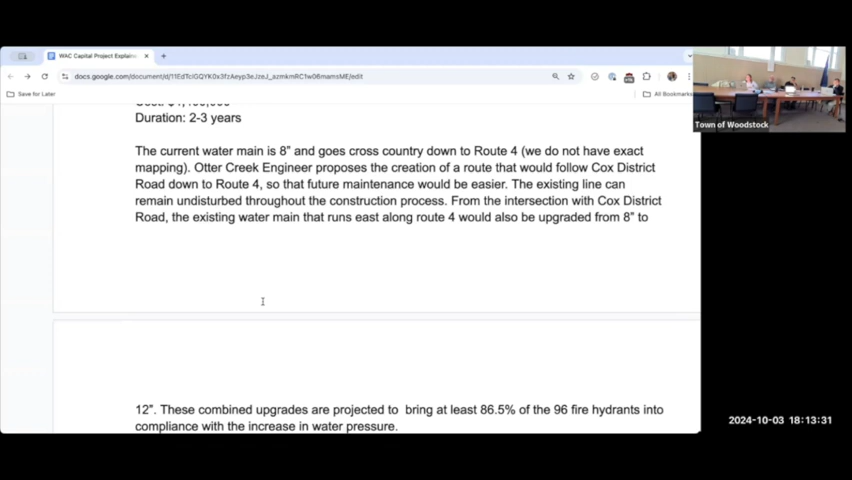 WAC Capital Project Explaine
docs.google.com/document/d/11EdTclGQYK0x3fzAeyp3eJzeJ_azmkmRC1w06mamsME/edit
Save for Later
All Bookmarks
Duration: 2-3 years
The current water main is 8” and goes cross country down to Route 4 (we do not have exact
mapping). Otter Creek Engineer proposes the creation of a route that would follow Cox District
Road down to Route 4, so that future maintenance would be easier. The existing line can
remain undisturbed throughout the construction process. From the intersection with Cox District
Road, the existing water main that runs east along route 4 would also be upgraded from 8” to
12”. These combined upgrades are projected to bring at least 86.5% of the 96 fire hydrants into
compliance with the increase in water pressure.
Town of Woodstock
2024-10-03 18:13:31